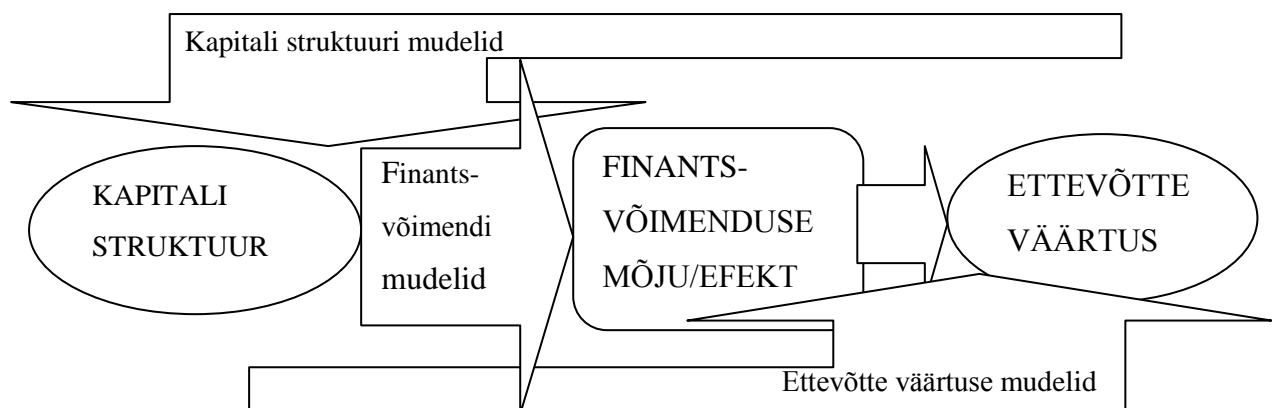 Kapitali struktuuri mudelid
KAPITALI
STRUKTUUR
Finants-
võimendi
mudelid
FINANTS-
VÕIMENDUSE
MÕJU/EFEKT
ETTEVÕTTE
VÄÄRTUS
Ettevõtte väärtuse mudelid